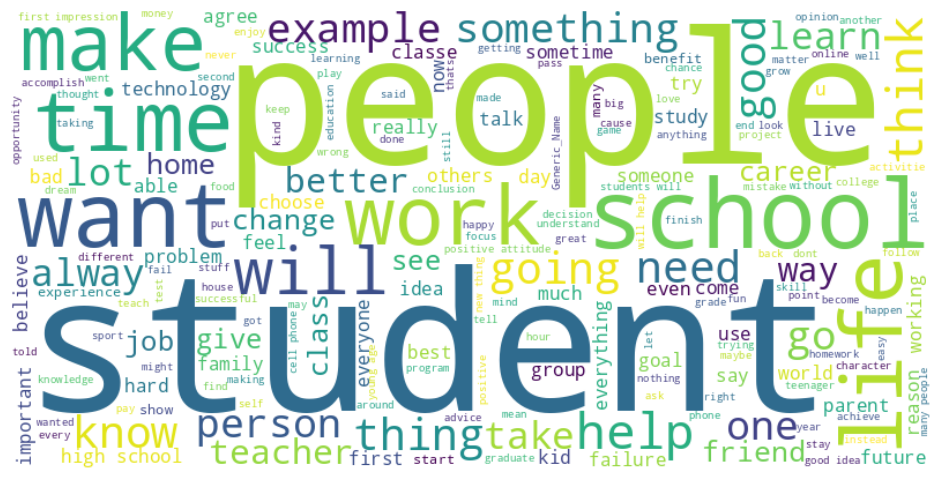 first impression
money
agree
example
something
another
opinion
make
people
good
learn
enjoy
never
success
classe
sometime
getting
learning
pass
benefit
chance
online
well
matter
grow
think
accomplish
went
second
play
now
thats
try
u
technology
thought
taking
said
made
many
big
love
study
end
look
live
time
keep
education
really
talk
cause
anything
project
opportunity
kind
done
still
game
used
home
wrong
Generic_Name
others
day
someone
career
activitie
lot
bad
able
food
better
conclusion
students will
mistake
without
college
dream
choose
want
put
change
work
happy
decision
understand
will help
school
place
focus
great
finish
feel
positive attitude
different
problem
will
see
going
new thing
need
back
dont
way
follow
alway
stuff
believe
fail
house
experience
idea
much
even
come
skill
point
become
happen
life
teach
test
successful
may
cell phone
mind
tell
grade
fun
student
sport
got
job
give
class
everyone
hour
let
use
trying
go
easy
told
might
family
best
program
goal
maybe
homework
working
reason
important
knowledge
hard
find
making
young age
positive
group
everything
nothing
say
world
character
teenager
many people
pay
show
self
around
advice
mean
ask
phone
right
parent
achieve
wanted
every
know
person
thing
take
help
one
year
high school
teacher
first
start
graduate
kid
failure
friend
stay
instead
good idea
future